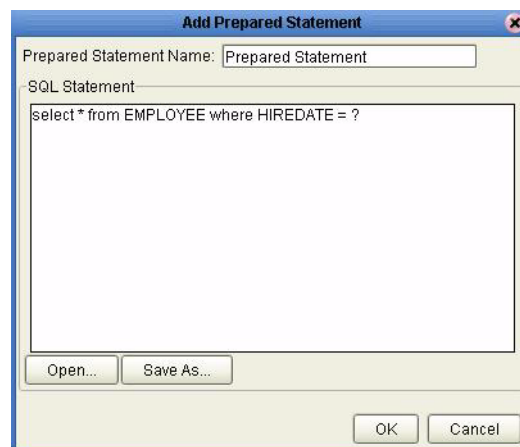 Add Prepared Statement
Prepared Statement Name: Prepared Statement
SQL Statement
select * from EMPLOYEE where HIREDATE = ?
Open... Save As...
OK Cancel